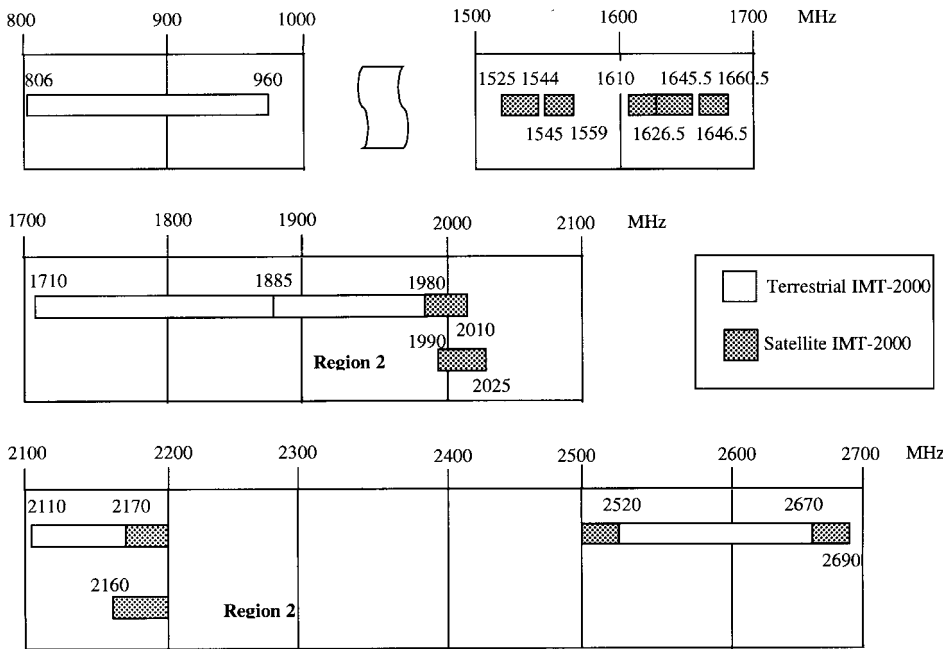 800 900 1000 1500 1600 1700 MHz
806 960 1525 1544 1610 1645.5 1660.5
1545 1559 1626.5 1646.5
1700 1800 1900 2000 2100 MHz
1710 1885 1980
Terrestrial IMT-2000
2010
1990
Region 2
Satellite IMT-2000
2025
2100 2200 2300 2400 2500 2600 2700 MHz
2110 2170 2520 2670
2690
2160
Region 2